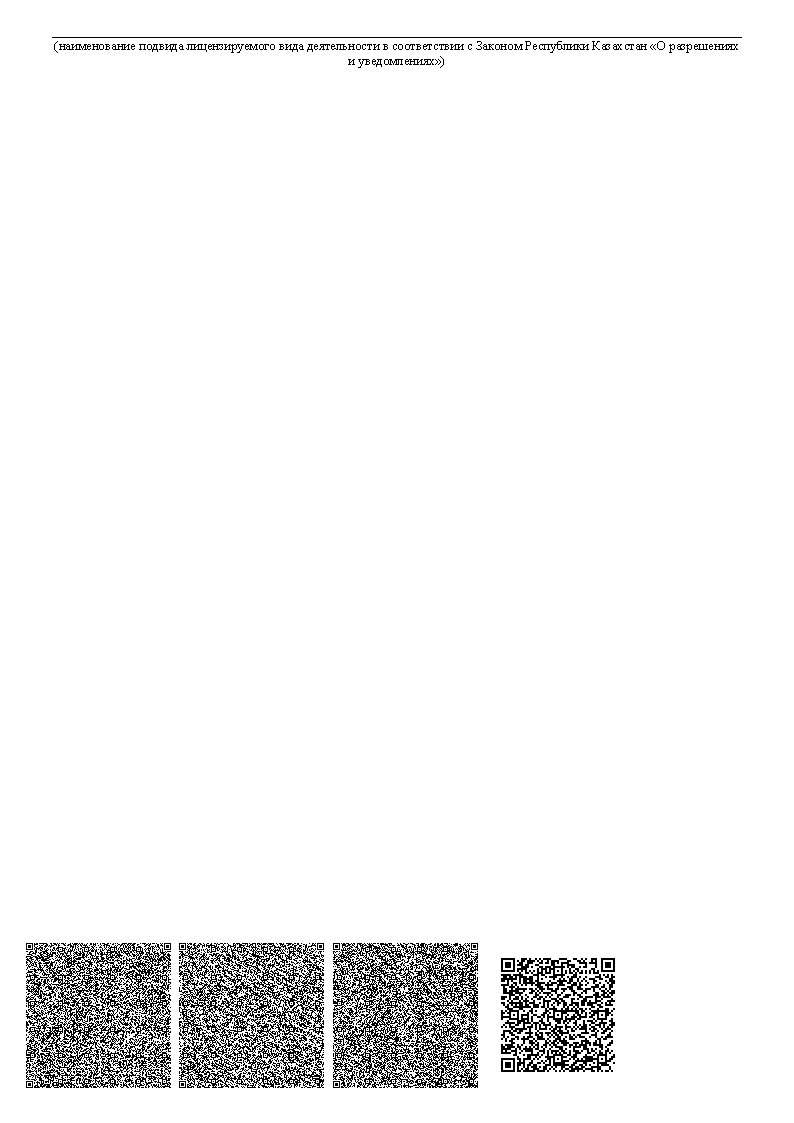 (наименование подвида лицензируемого вида деятельности в соответствии с Законом Республики Казахстан «О разрешениях
и уведомлениях»)